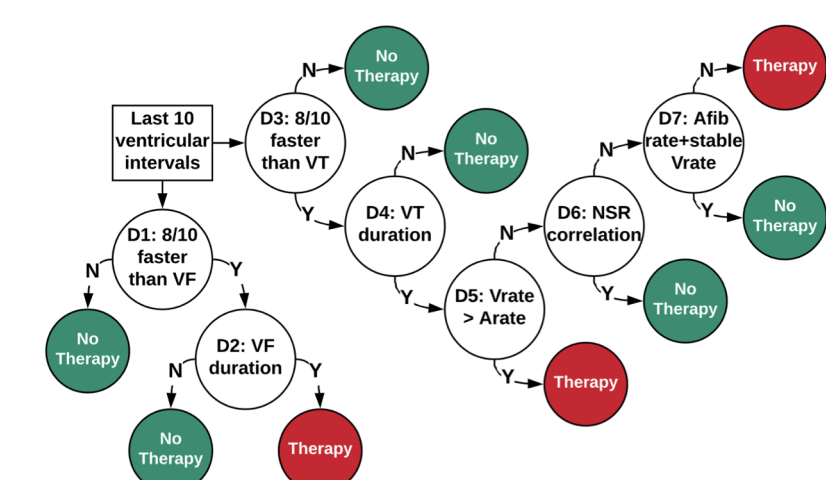 Last 10
ventricular
intervals
D3: 8/10
faster
than VT
N
No
Therapy
Y
D4: VT
duration
N
No
Therapy
Y
D5: Vrate
> Arate
N
D6: NSR
correlation
N
D7: Afib
rate+stable
Vrate
N
Therapy
Y
No
Therapy
Y
No
Therapy
Y
Therapy
D1: 8/10
faster
than VF
N
No
Therapy
Y
D2: VF
duration
N
No
Therapy
Y
Therapy